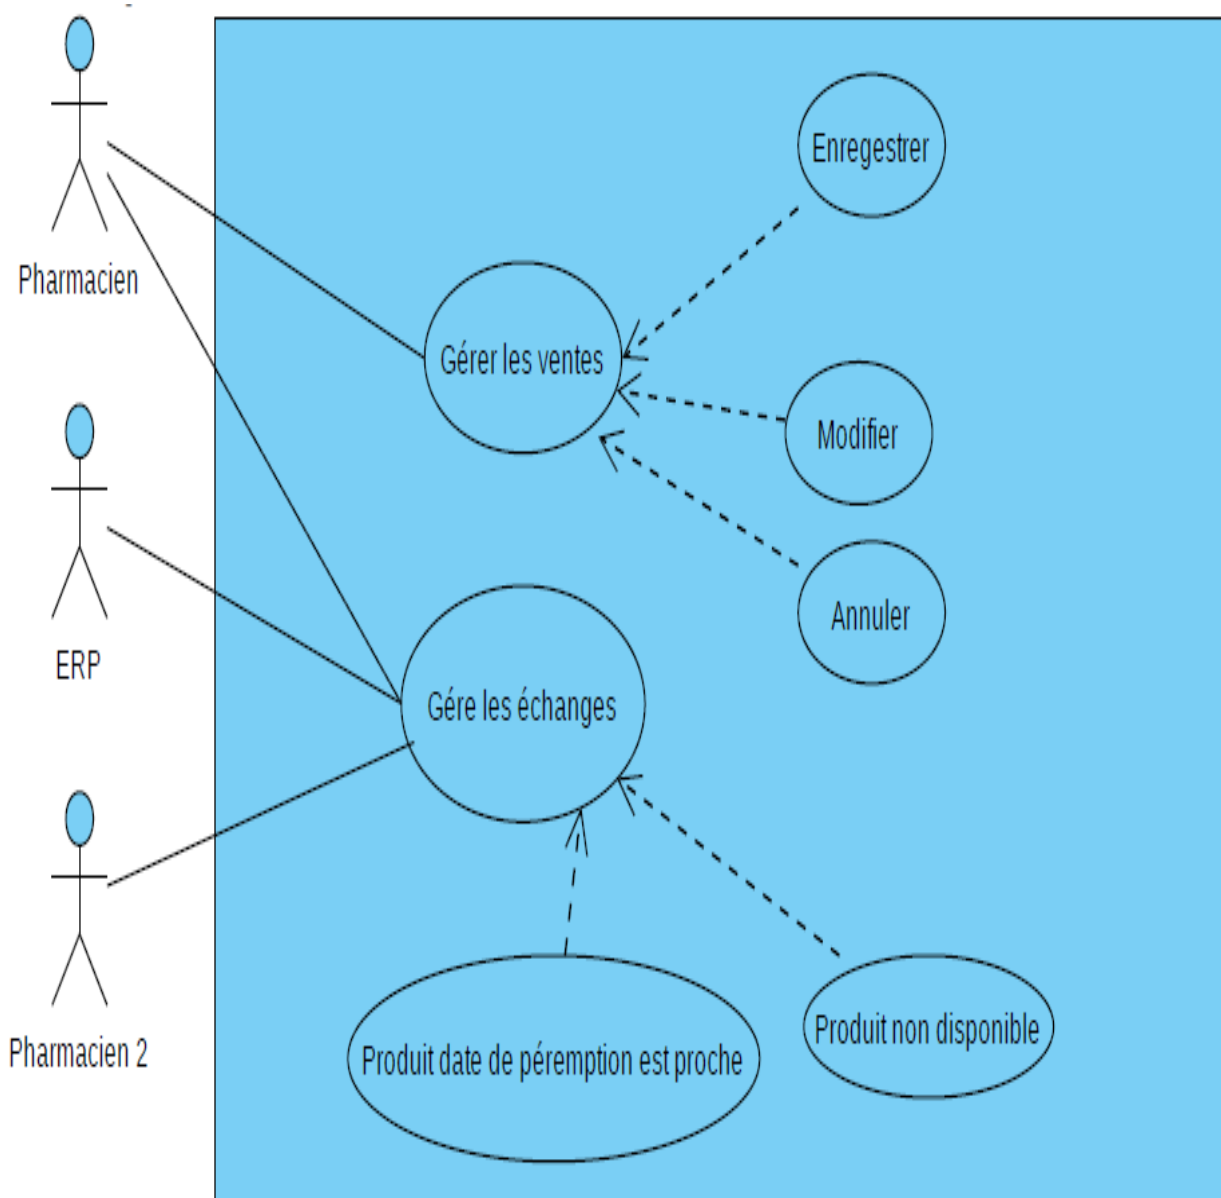 Enregestrer
Pharmacien
Gérer les ventes
Modifier
Annuler
ERP
Gére les échanges
Produit non disponible
Pharmacien 2
Produit date de péremption est proche